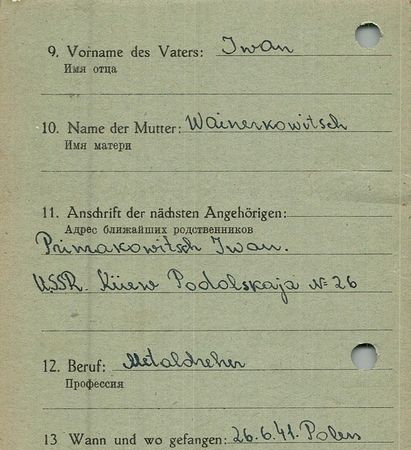 9. Vorname des Vaters: Iwan
Имя отца
10. Name der Mutter: Wainerkowitsch
Имя матери
11. Anschrift der nächsten Angehörigen:
Адрес ближайших родственников
Primakowitsch Iwan.
USSR. Kiew Podolskaja № 26
12. Beruf: Metaldreher
Профессия
13 Wann und wo gefangen: 26.6.41. Polen